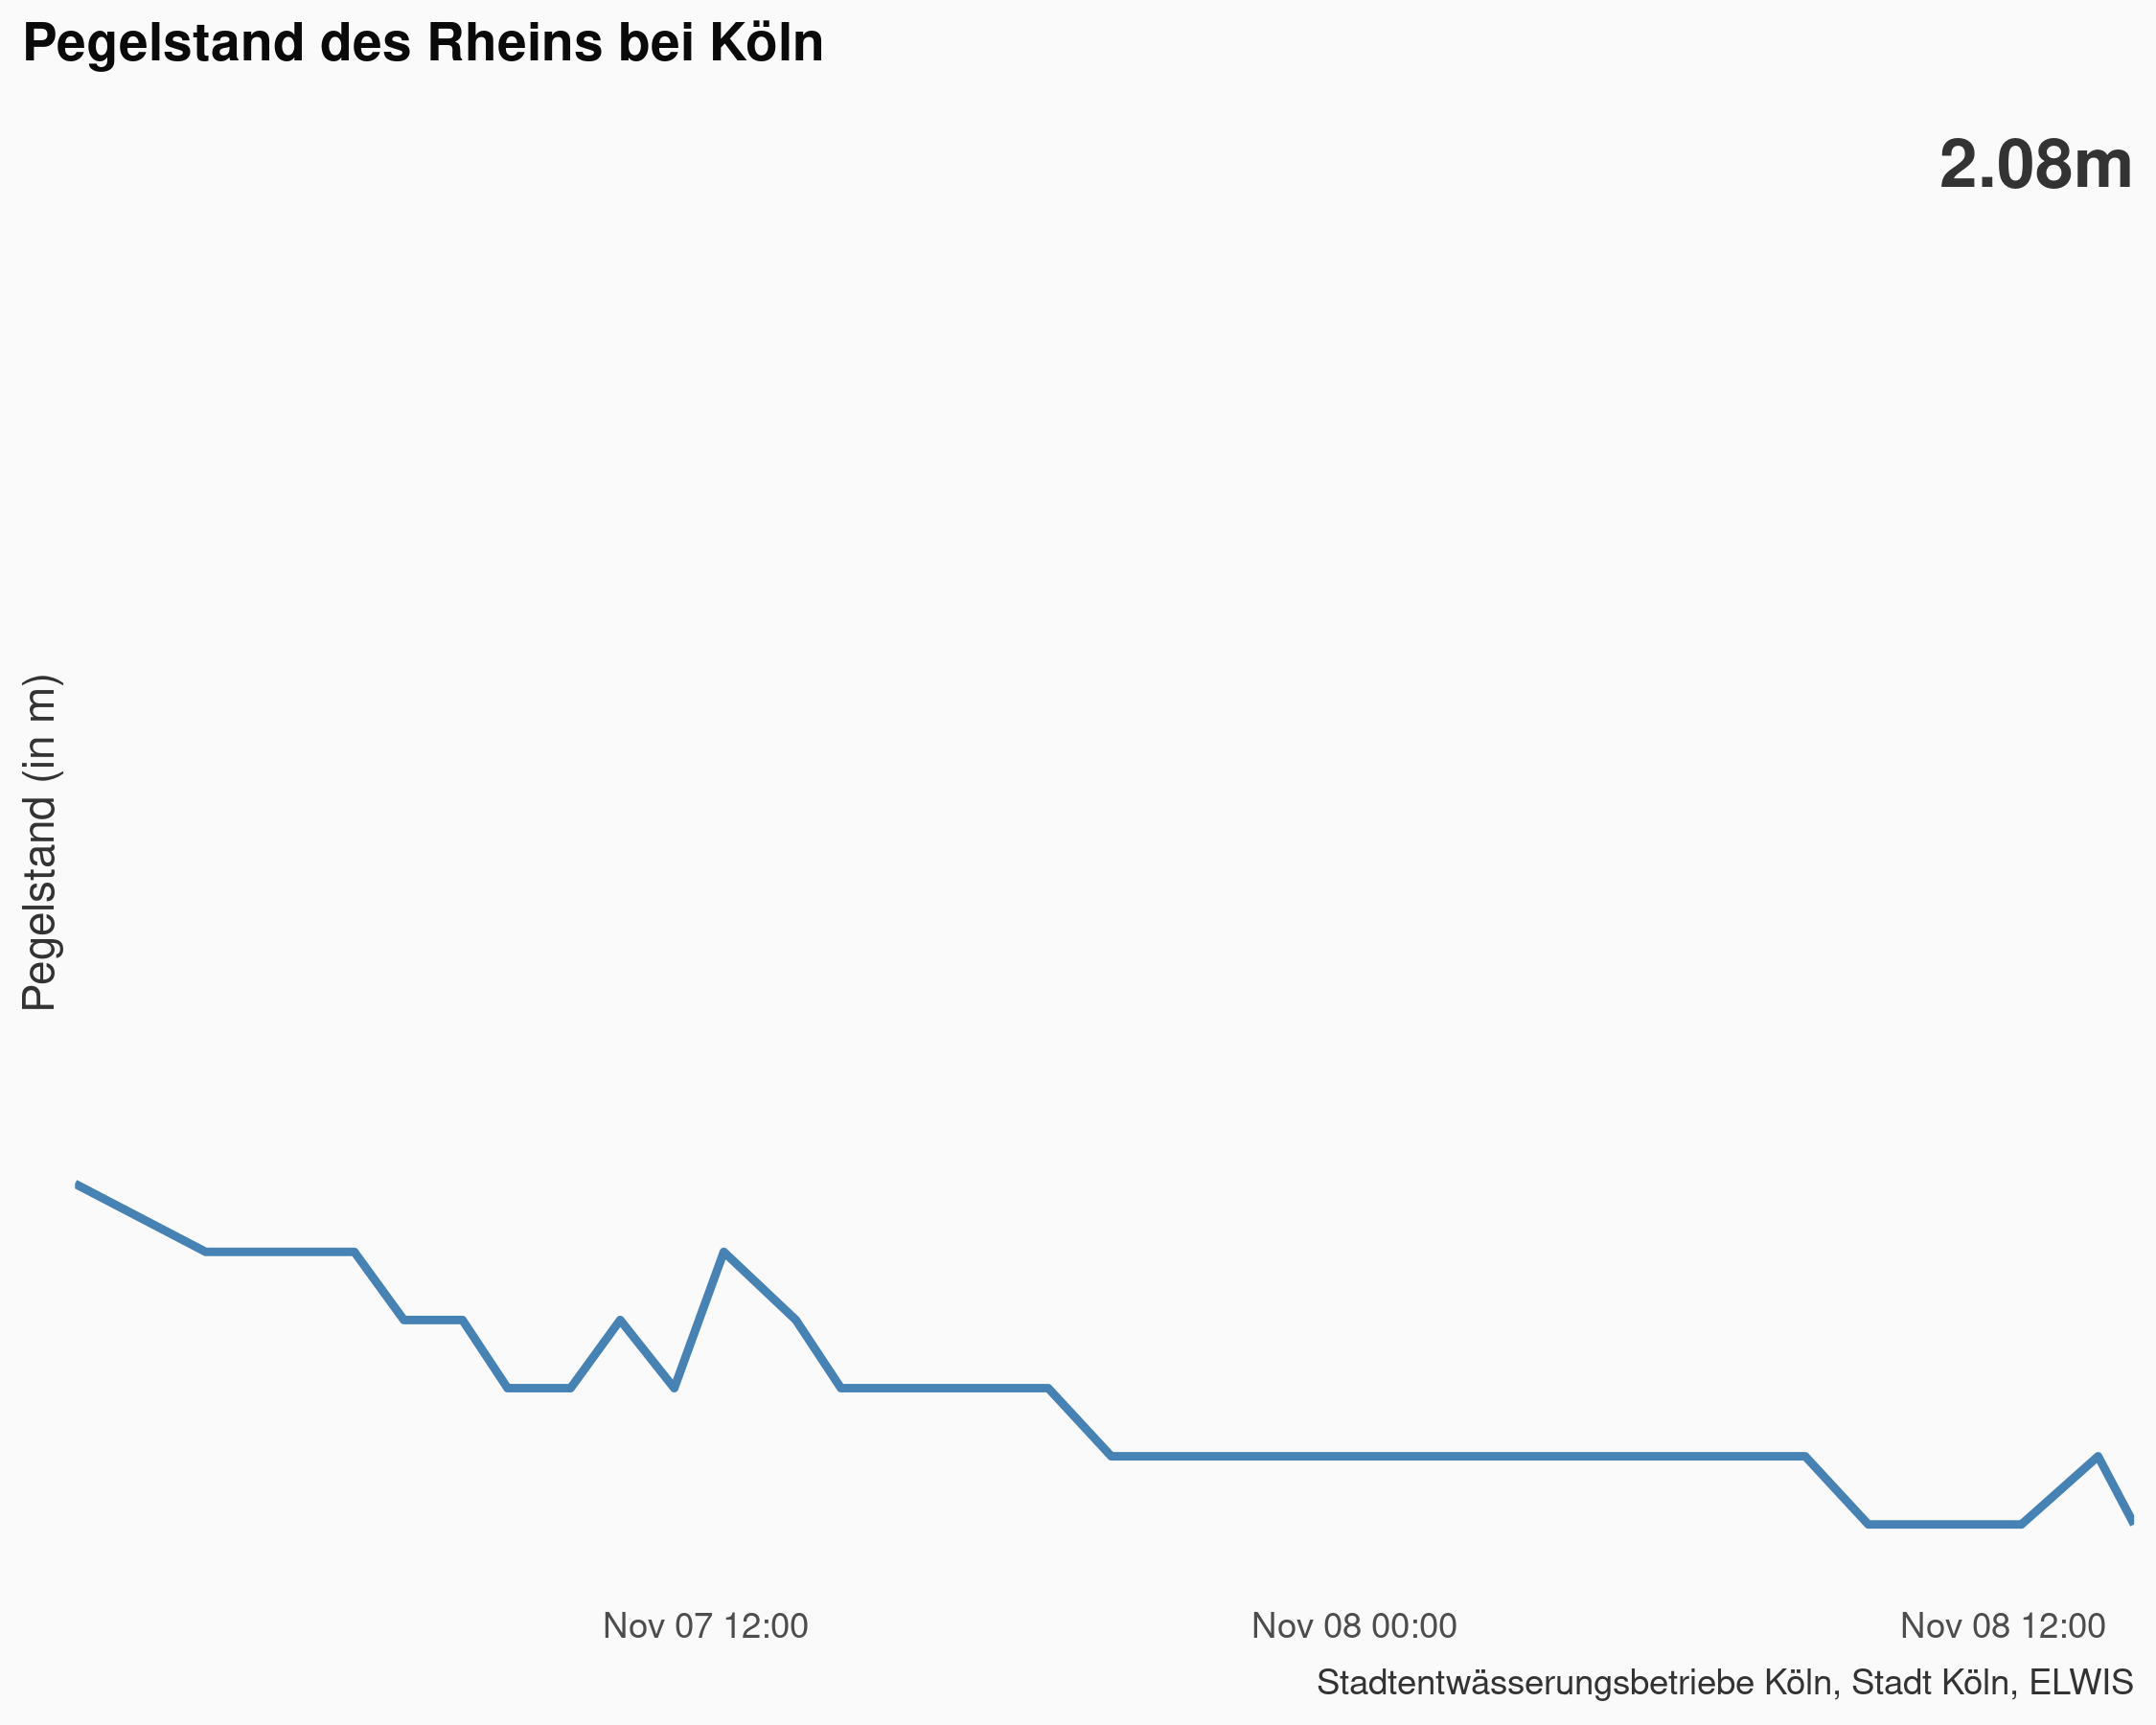 Pegelstand des Rheins bei Köln
2.08m
Pegelstand (in m)
Nov 07 12:00
Nov 08 00:00
Nov 08 12:00
Stadtentwässerungsbetriebe Köln, Stadt Köln, ELWIS